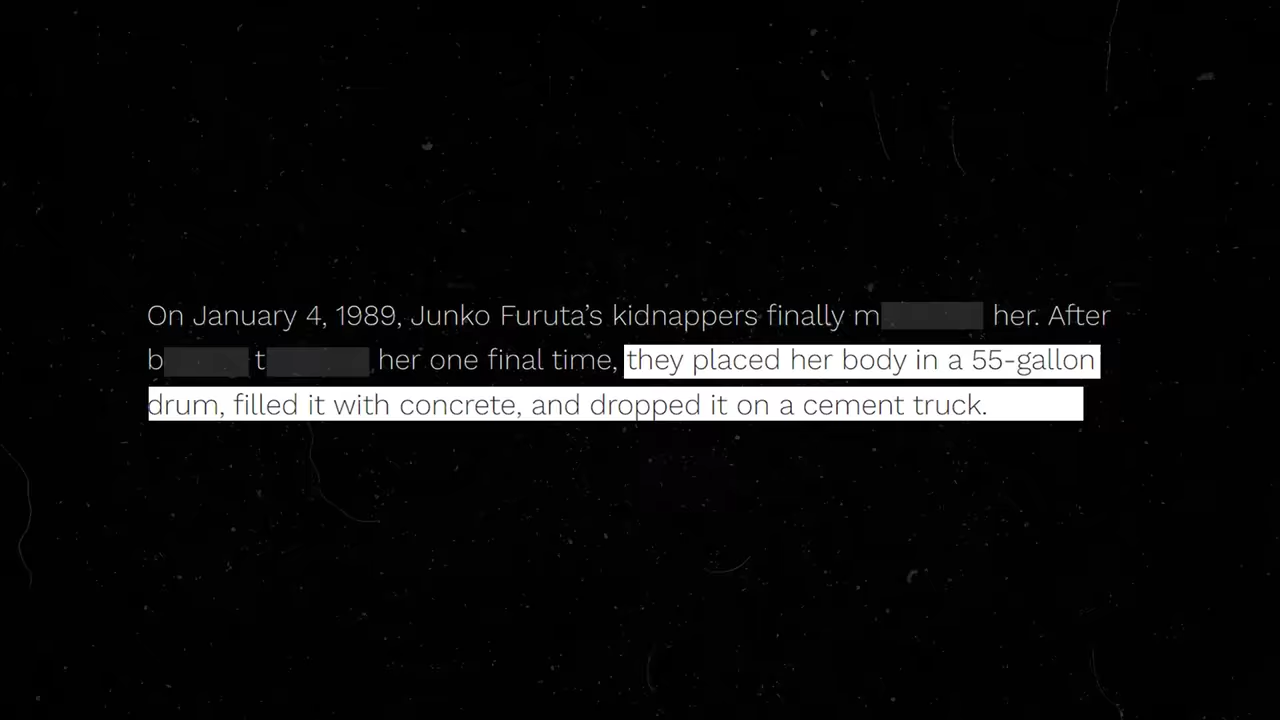 On January 4, 1989, Junko Furuta’s kidnappers finally m her. After
b t her one final time, they placed her body in a 55-gallon
drum, filled it with concrete, and dropped it on a cement truck.